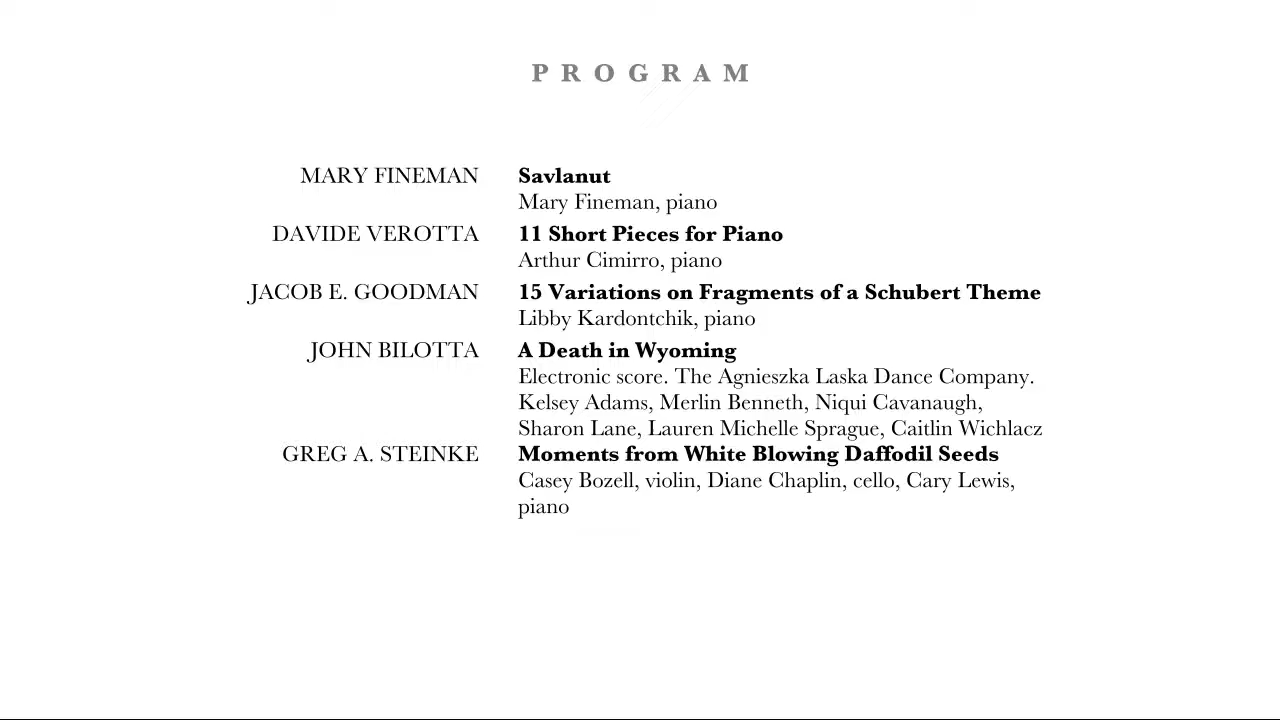 PROGRAM
MARY FINEMAN Savlanut
Mary Fineman, piano
DAVIDE VEROTTA 11 Short Pieces for Piano
Arthur Cimirro, piano
JACOB E. GOODMAN 15 Variations on Fragments of a Schubert Theme
Libby Kardontchik, piano
JOHN BILOTTA A Death in Wyoming
Electronic score. The Agnieszka Laska Dance Company.
Kelsey Adams, Merlin Benneth, Niqui Cavanaugh,
Sharon Lane, Lauren Michelle Sprague, Caitlin Wichlacz
GREG A. STEINKE Moments from White Blowing Daffodil Seeds
Casey Bozell, violin, Diane Chaplin, cello, Cary Lewis,
piano